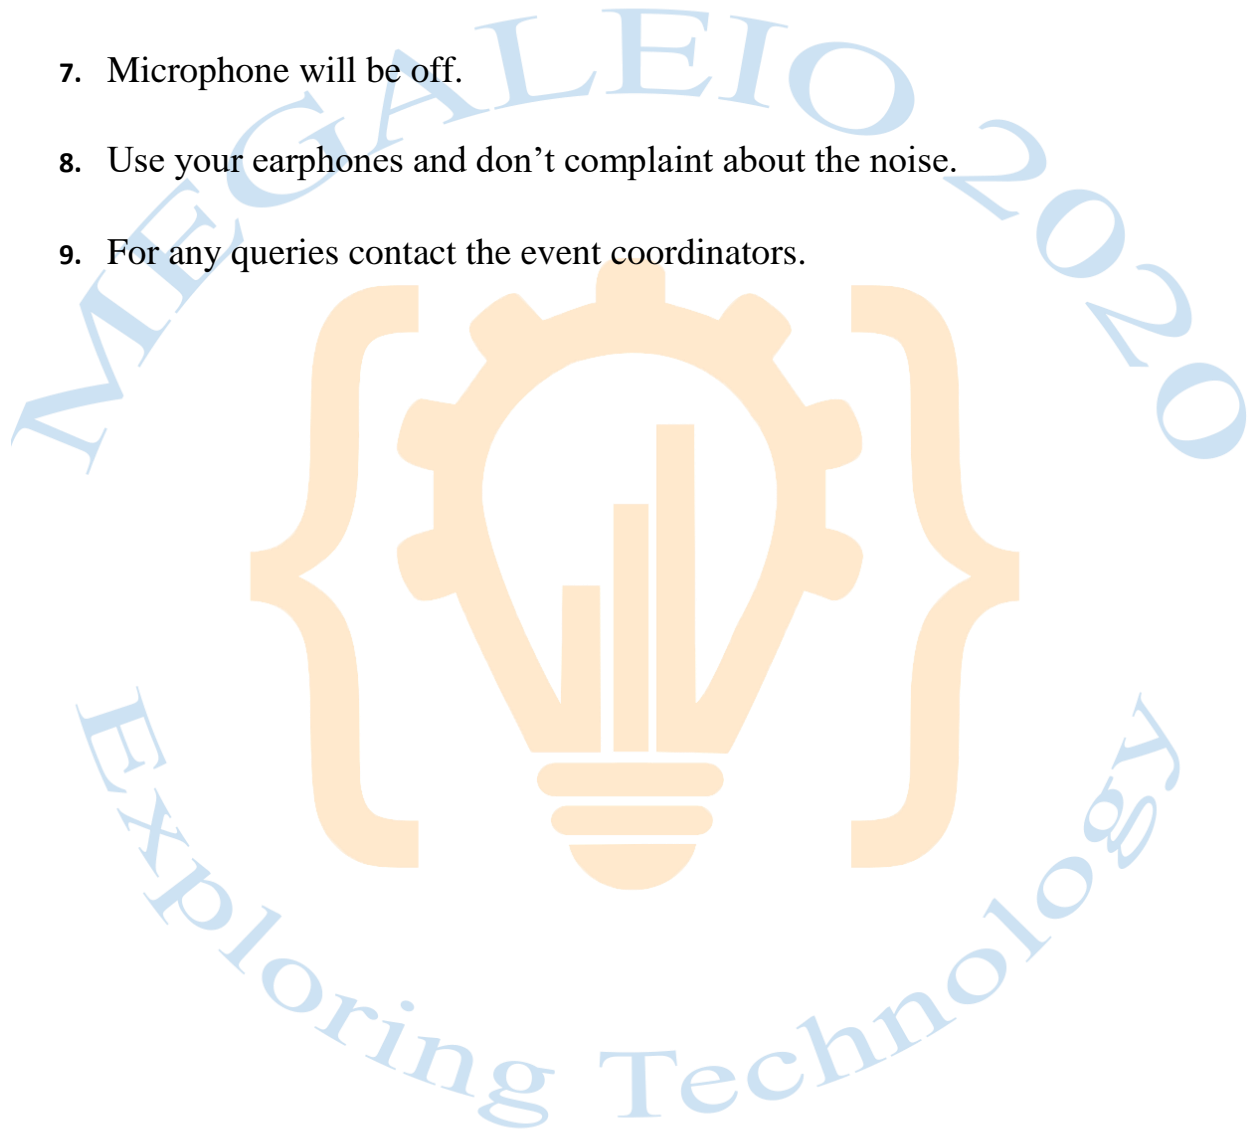 MEGALEIO 2020
7. Microphone will be off.
8. Use your earphones and don’t complaint about the noise.
9. For any queries contact the event coordinators.
Exploring Technology